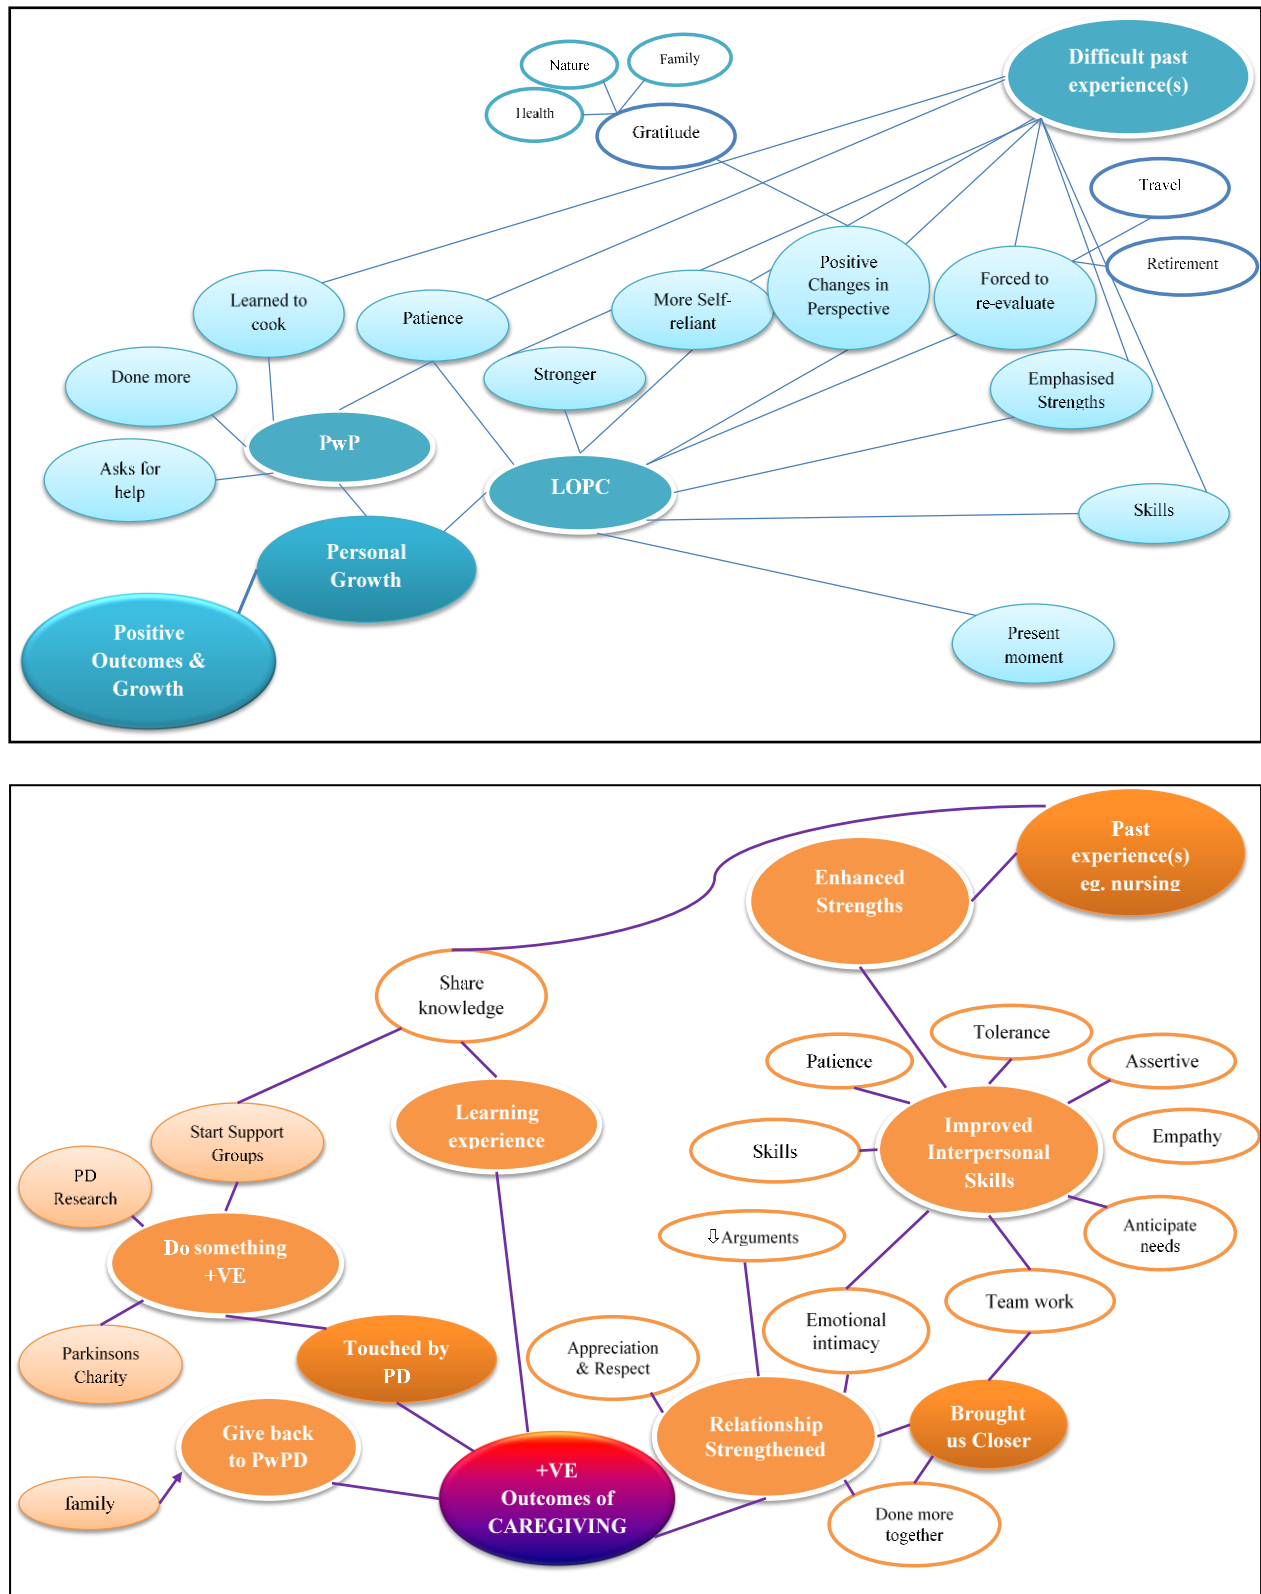 Difficult past
experience(s)
Nature
Family
Health
Gratitude
Travel
Retirement
Learned to
cook
Patience
More Self-
reliant
Positive
Changes in
Perspective
Forced to
re-evaluate
Done more
Stronger
Emphasised
Strengths
PwP
Asks for
help
LOPC
Skills
Personal
Growth
Present
moment
Positive
Outcomes &
Growth
Past
experience(s)
eg. nursing
Enhanced
Strengths
Share
knowledge
Tolerance
Patience
Assertive
Learning
experience
Improved
Interpersonal
Skills
Empathy
Start Support
Groups
Skills
PD
Research
⇩Arguments
Anticipate
needs
Do something
+VE
Team work
Emotional
intimacy
Parkinsons
Charity
Touched by
PD
Appreciation
& Respect
Give back
to PwPD
Relationship
Strengthened
Brought
us Closer
family
+VE
Outcomes of
CAREGIVING
Done more
together